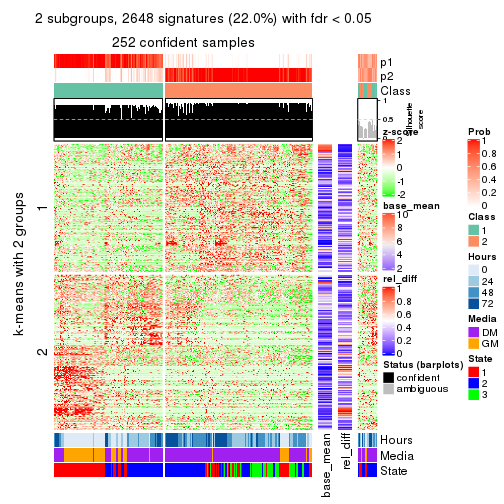 2 subgroups, 2648 signatures (22.0%) with fdr < 0.05
252 confident samples
p1
p2
Class
1
0.5
0
Silhouette
score
k-means with 2 groups
1
2
z-score
2
1
0
-1
-2
base_mean
10
8
6
4
2
rel_diff
1
0.8
0.6
0.4
0.2
0
Status (barplots)
confident
ambiguous
Prob
1
0.8
0.6
0.4
0.2
0
Class
1
2
Hours
0
24
48
72
Media
DM
GM
State
1
2
3
Hours
Media
State
base_mean
rel_diff